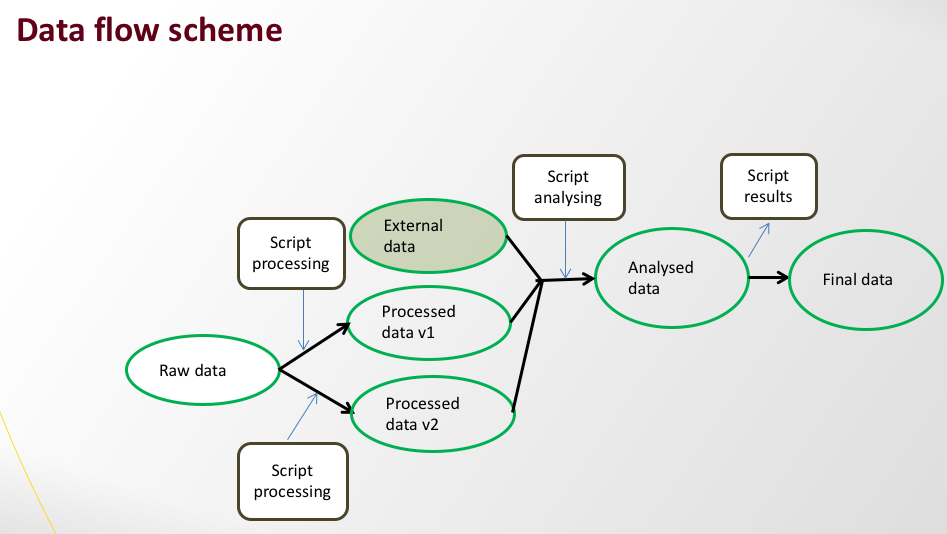 Data flow scheme
Script
analysing
Script
results
External
data
Script
processing
Analysed
data
Final data
Processed
data v1
Raw data
Processed
data v2
Script
processing